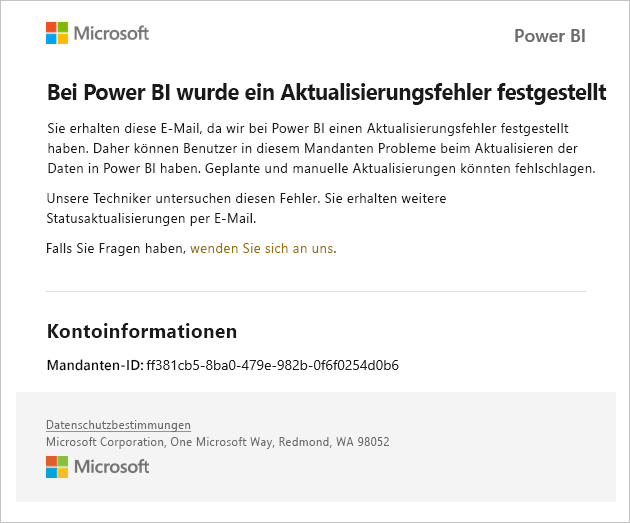 Microsoft
Power BI
Bei Power BI wurde ein Aktualisierungsfehler festgestellt
Sie erhalten diese E-Mail, da wir bei Power BI einen Aktualisierungsfehler festgestellt
haben. Daher können Benutzer in diesem Mandanten Probleme beim Aktualisieren der
Daten in Power BI haben. Geplante und manuelle Aktualisierungen könnten fehlschlagen.
Unsere Techniker untersuchen diesen Fehler. Sie erhalten weitere
Statusaktualisierungen per E-Mail.
Falls Sie Fragen haben, wenden Sie sich an uns.
Kontoinformationen
Mandanten-ID: ff381cb5-8ba0-479e-982b-0f6f0254d0b6
Datenschutzbestimmungen
Microsoft Corporation, One Microsoft Way, Redmond, WA 98052
Microsoft